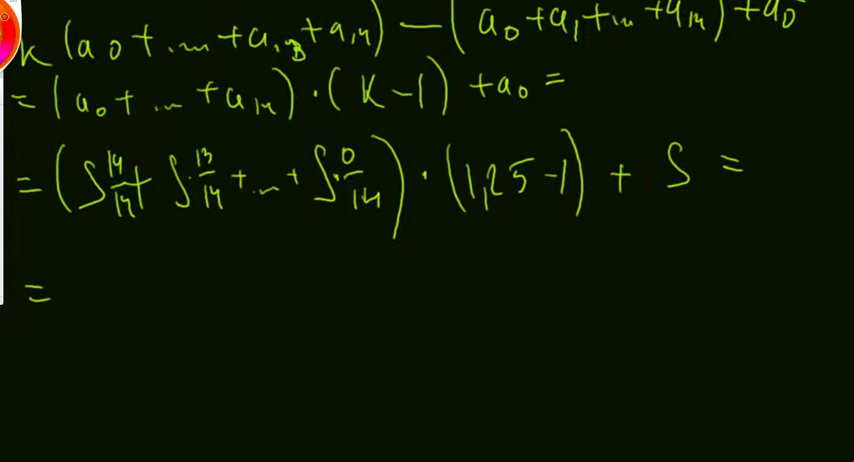 k(a₀+...+a₁₃+a₁₄)-(a₀+a₁+...+a₁₄)+a₀
=(a₀+...+a₁₄)·(k-1)+a₀=
=(S 14/14+S·13/14+...+S·0/14)·(1,25-1)+S=
=